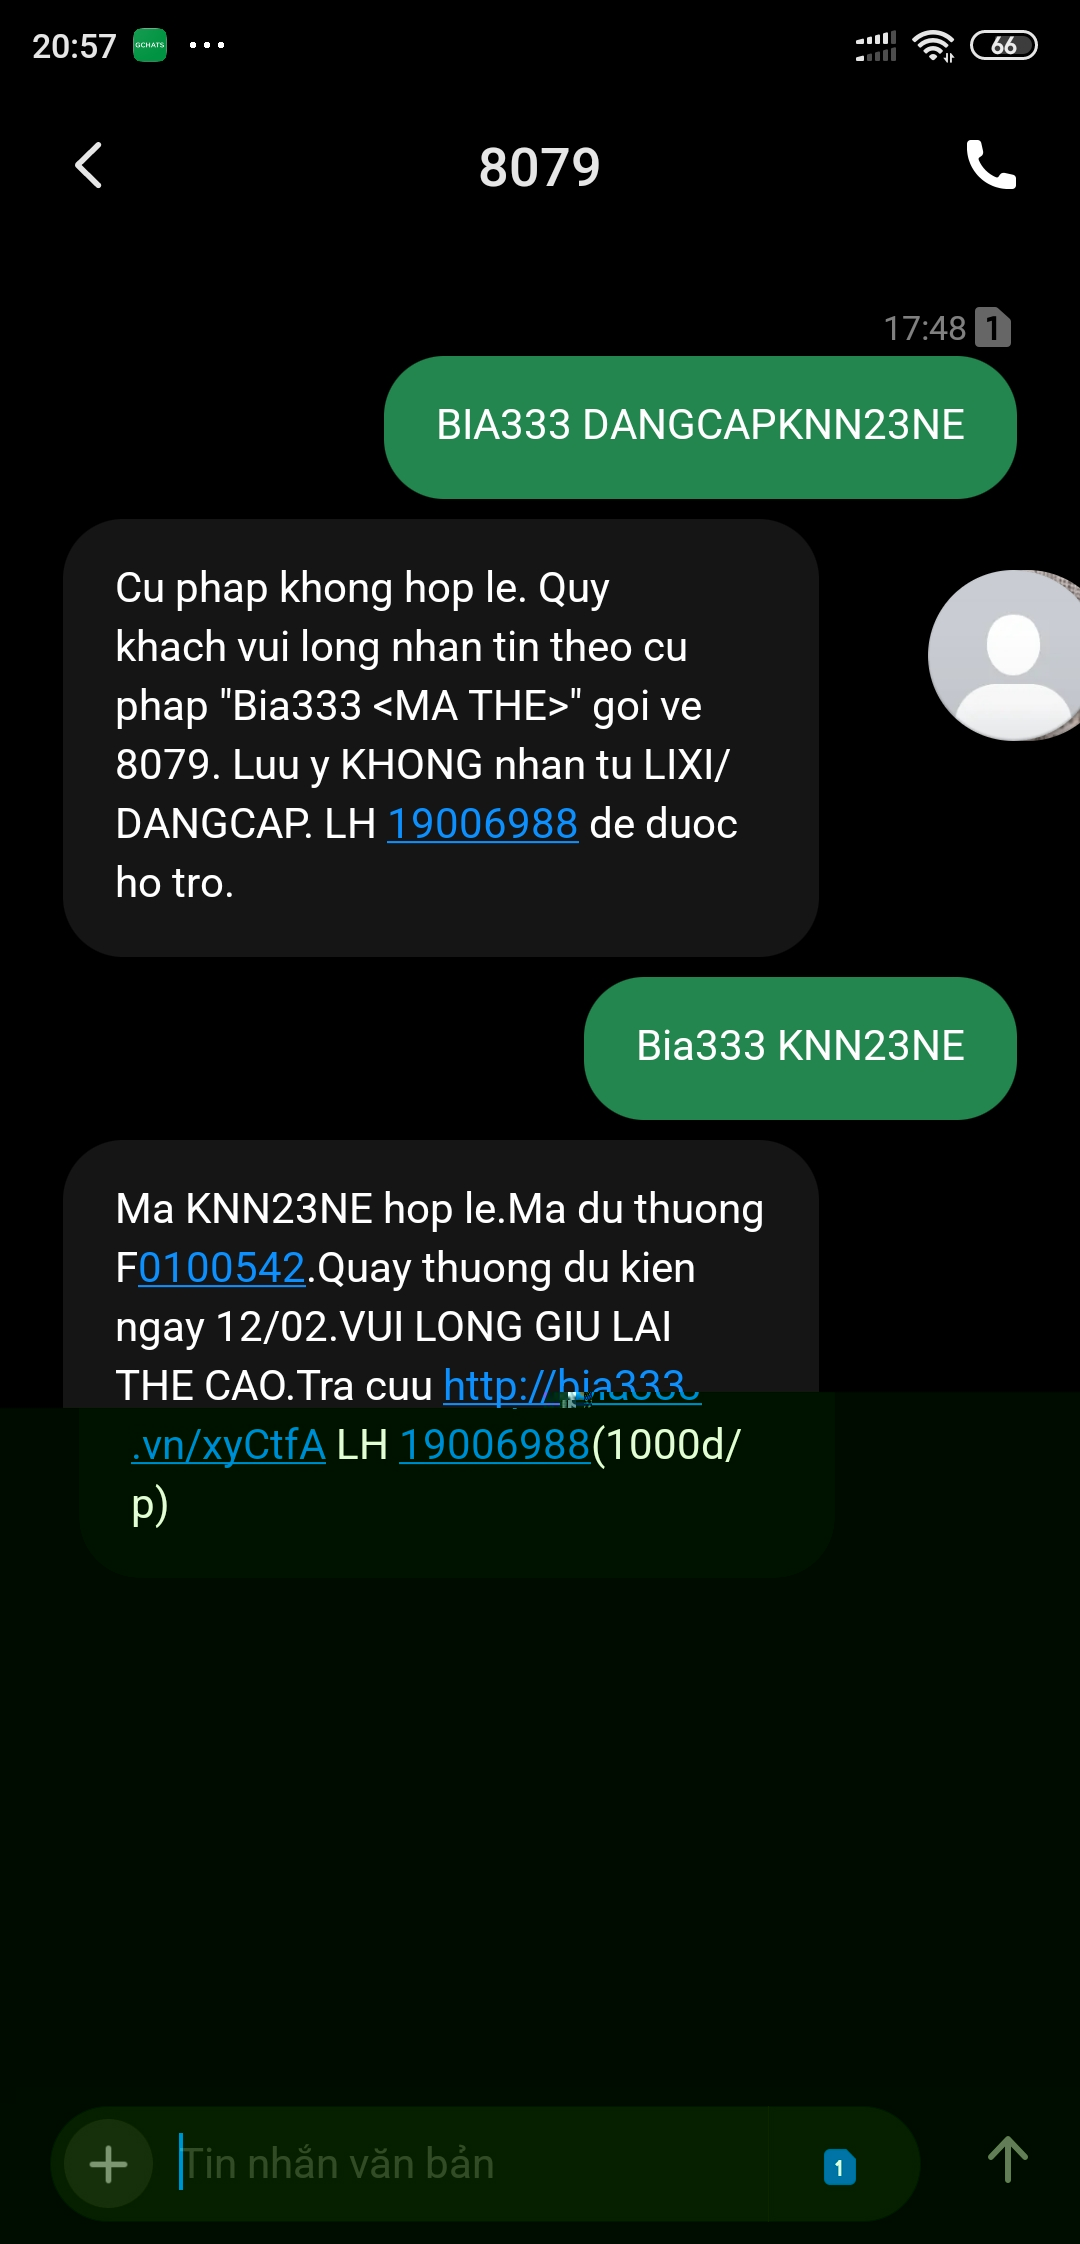 20:57
GCHATS
66
8079
17:48 1
BIA333 DANGCAPKNN23NE
Cu phap khong hop le. Quy
khach vui long nhan tin theo cu
phap "Bia333 <MA THE>" goi ve
8079. Luu y KHONG nhan tu LIXI/
DANGCAP. LH 19006988 de duoc
ho tro.
Bia333 KNN23NE
Ma KNN23NE hop le.Ma du thuong
F0100542.Quay thuong du kien
ngay 12/02.VUI LONG GIU LAI
THE CAO.Tra cuu http://bia333.
.vn/xyCtfA LH 19006988(1000d/
p)
Tin nhắn văn bản
1